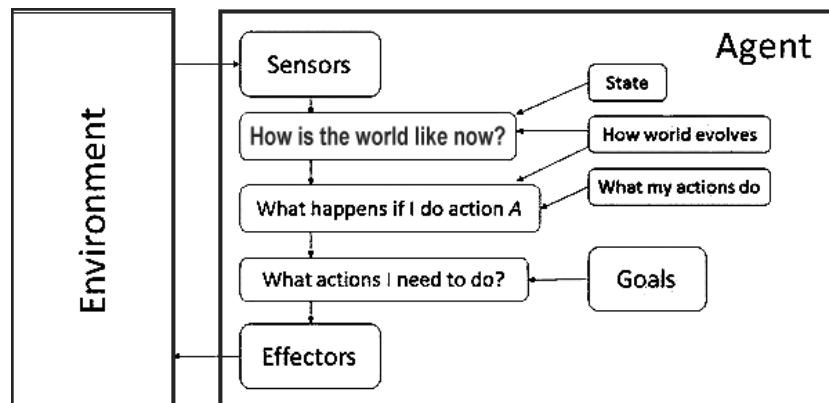 Agent
Environment
Sensors
State
How is the world like now?
How world evolves
What my actions do
What happens if I do action A
What actions I need to do?
Goals
Effectors